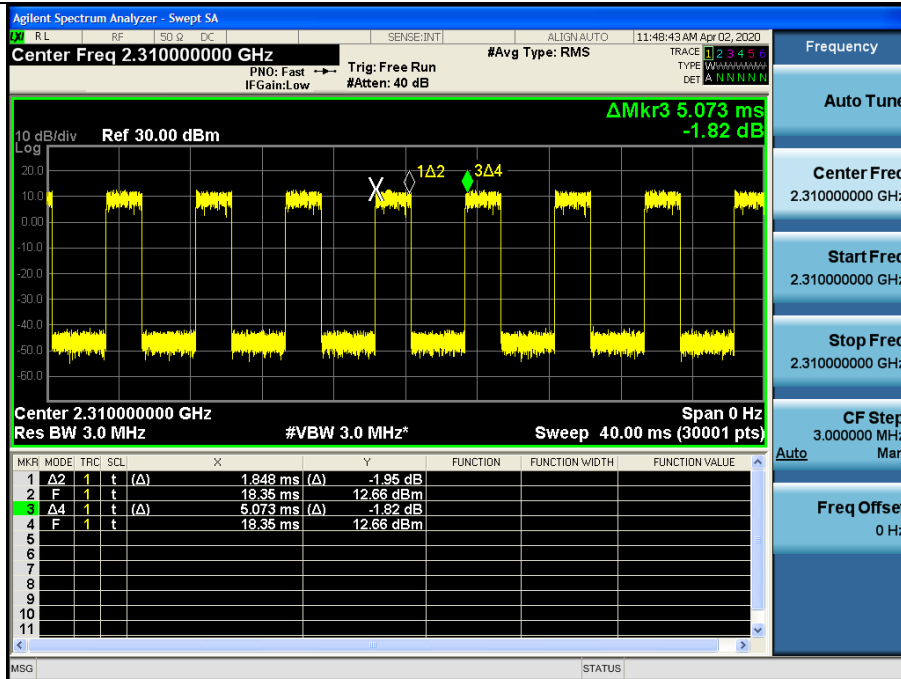 Agilent Spectrum Analyzer - Swept SA
LXI RL RF 50 Ω DC SENSE:INT ALIGN AUTO 11:48:43 AM Apr 02, 2020
Center Freq 2.310000000 GHz
PNO: Fast
IFGain:Low
Trig: Free Run
#Atten: 40 dB
#Avg Type: RMS
TRACE 1 2 3 4 5 6
TYPE
DET A N N N N N
Frequency
ΔMkr3 5.073 ms
-1.82 dB
10 dB/div Ref 30.00 dBm
Log
20.0
10.0
0.00
-10.0
-20.0
-30.0
-40.0
-50.0
-60.0
X 1Δ2 3Δ4
Center 2.310000000 GHz Span 0 Hz
Res BW 3.0 MHz #VBW 3.0 MHz* Sweep 40.00 ms (30001 pts)
MKR MODE TRC SCL X Y FUNCTION FUNCTION WIDTH FUNCTION VALUE
1 Δ2 1 t (Δ) 1.848 ms (Δ) -1.95 dB
2 F 1 t 18.35 ms 12.66 dBm
3 Δ4 1 t (Δ) 5.073 ms (Δ) -1.82 dB
4 F 1 t 18.35 ms 12.66 dBm
5
6
7
8
9
10
11
MSG STATUS
Auto Tune
Center Freq
2.310000000 GHz
Start Freq
2.310000000 GHz
Stop Freq
2.310000000 GHz
CF Step
3.000000 MHz
Auto Man
Freq Offset
0 Hz